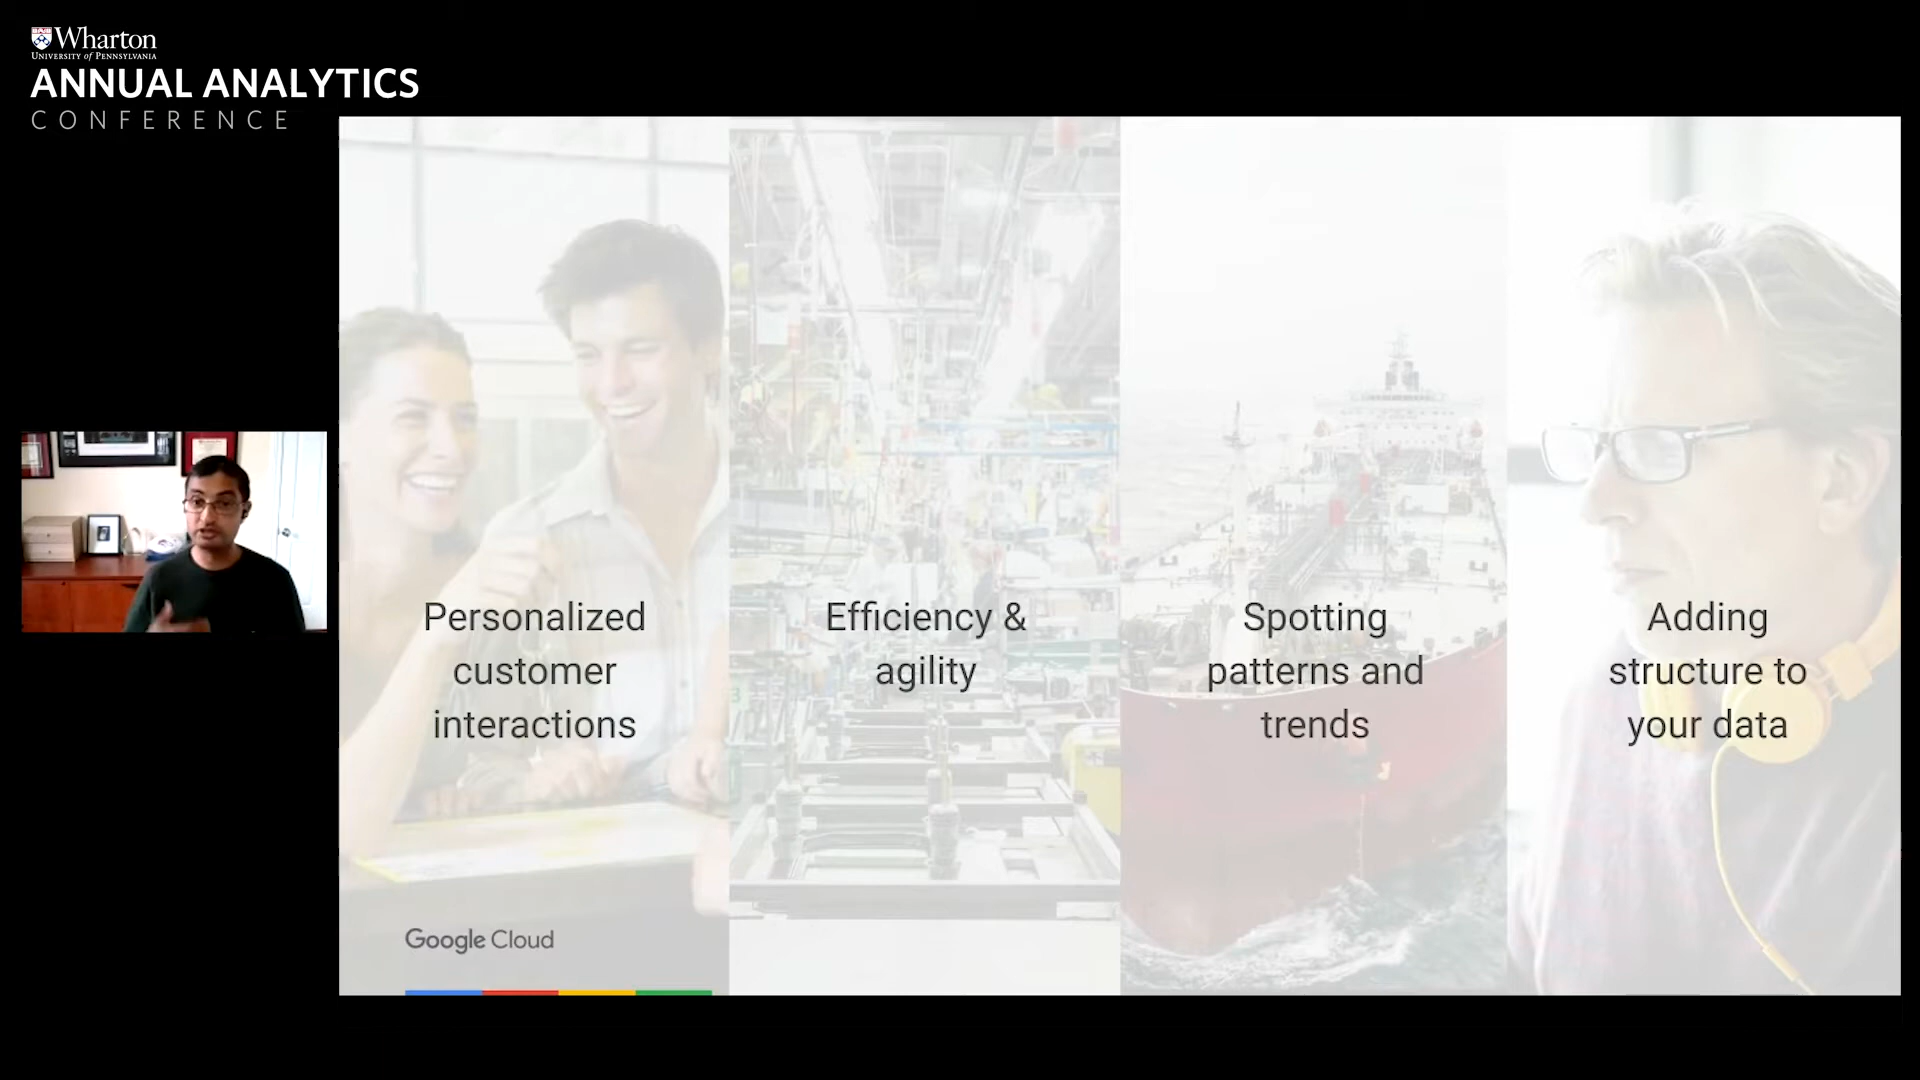 Wharton
UNIVERSITY of PENNSYLVANIA
ANNUAL ANALYTICS
CONFERENCE
Personalized
customer
interactions
Efficiency &
agility
Spotting
patterns and
trends
Adding
structure to
your data
Google Cloud